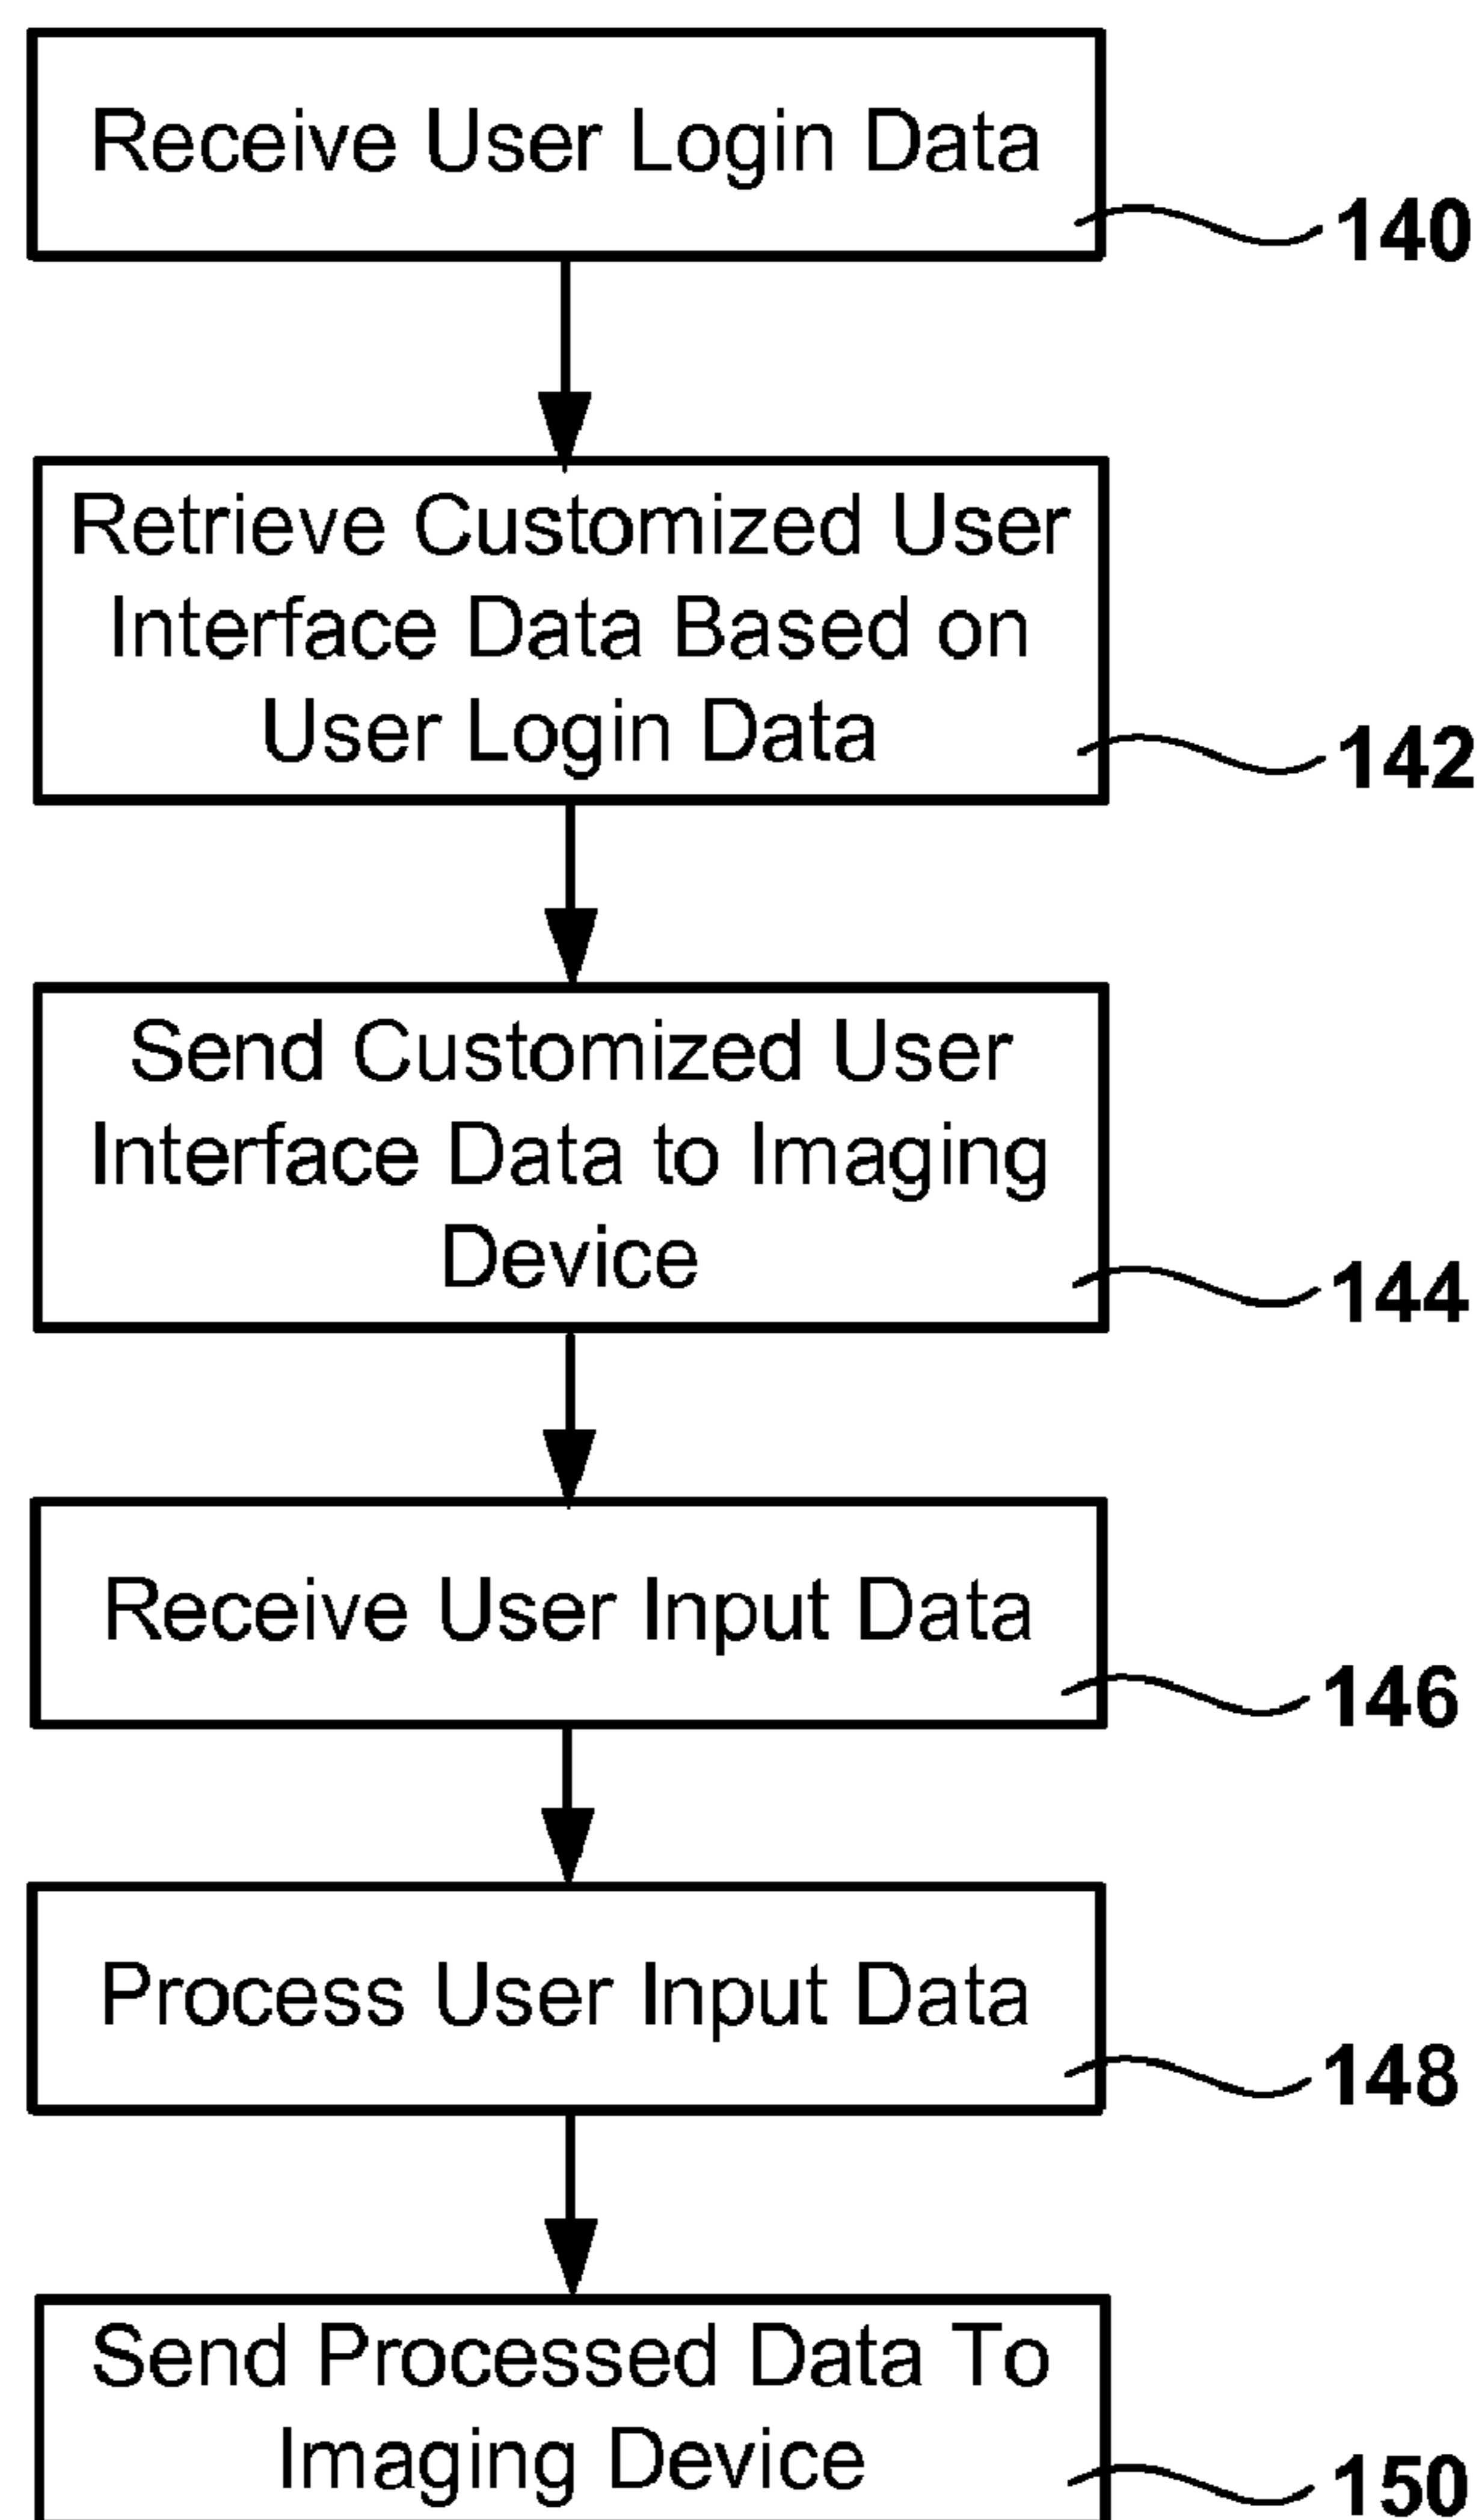 Receive User Login Data
140
Retrieve Customized User
Interface Data Based on
User Login Data
142
Send Customized User
Interface Data to Imaging
Device
144
Receive User Input Data
146
Process User Input Data
148
Send Processed Data To
Imaging Device
150